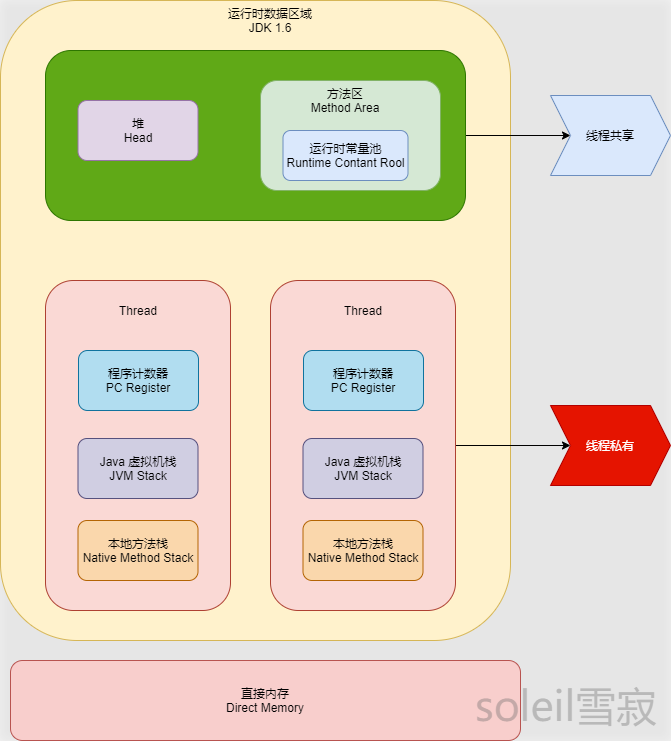 运行时数据区域
JDK 1.6
堆
Head
方法区
Method Area
运行时常量池
Runtime Contant Rool
线程共享
Thread
程序计数器
PC Register
Java 虚拟机栈
JVM Stack
本地方法栈
Native Method Stack
Thread
程序计数器
PC Register
Java 虚拟机栈
JVM Stack
本地方法栈
Native Method Stack
线程私有
直接内存
Direct Memory
soleil雪寂